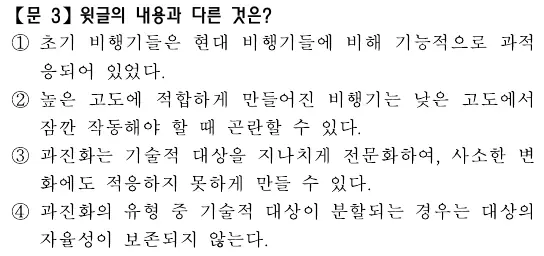 【문 3】 윗글의 내용과 다른 것은?
① 초기 비행기들은 현대 비행기들에 비해 기능적으로 과적
응되어 있었다.
② 높은 고도에 적합하게 만들어진 비행기는 낮은 고도에서
잠깐 작동해야 할 때 곤란할 수 있다.
③ 과진화는 기술적 대상을 지나치게 전문화하여, 사소한 변
화에도 적응하지 못하게 만들 수 있다.
④ 과진화의 유형 중 기술적 대상이 분할되는 경우는 대상의
자율성이 보존되지 않는다.